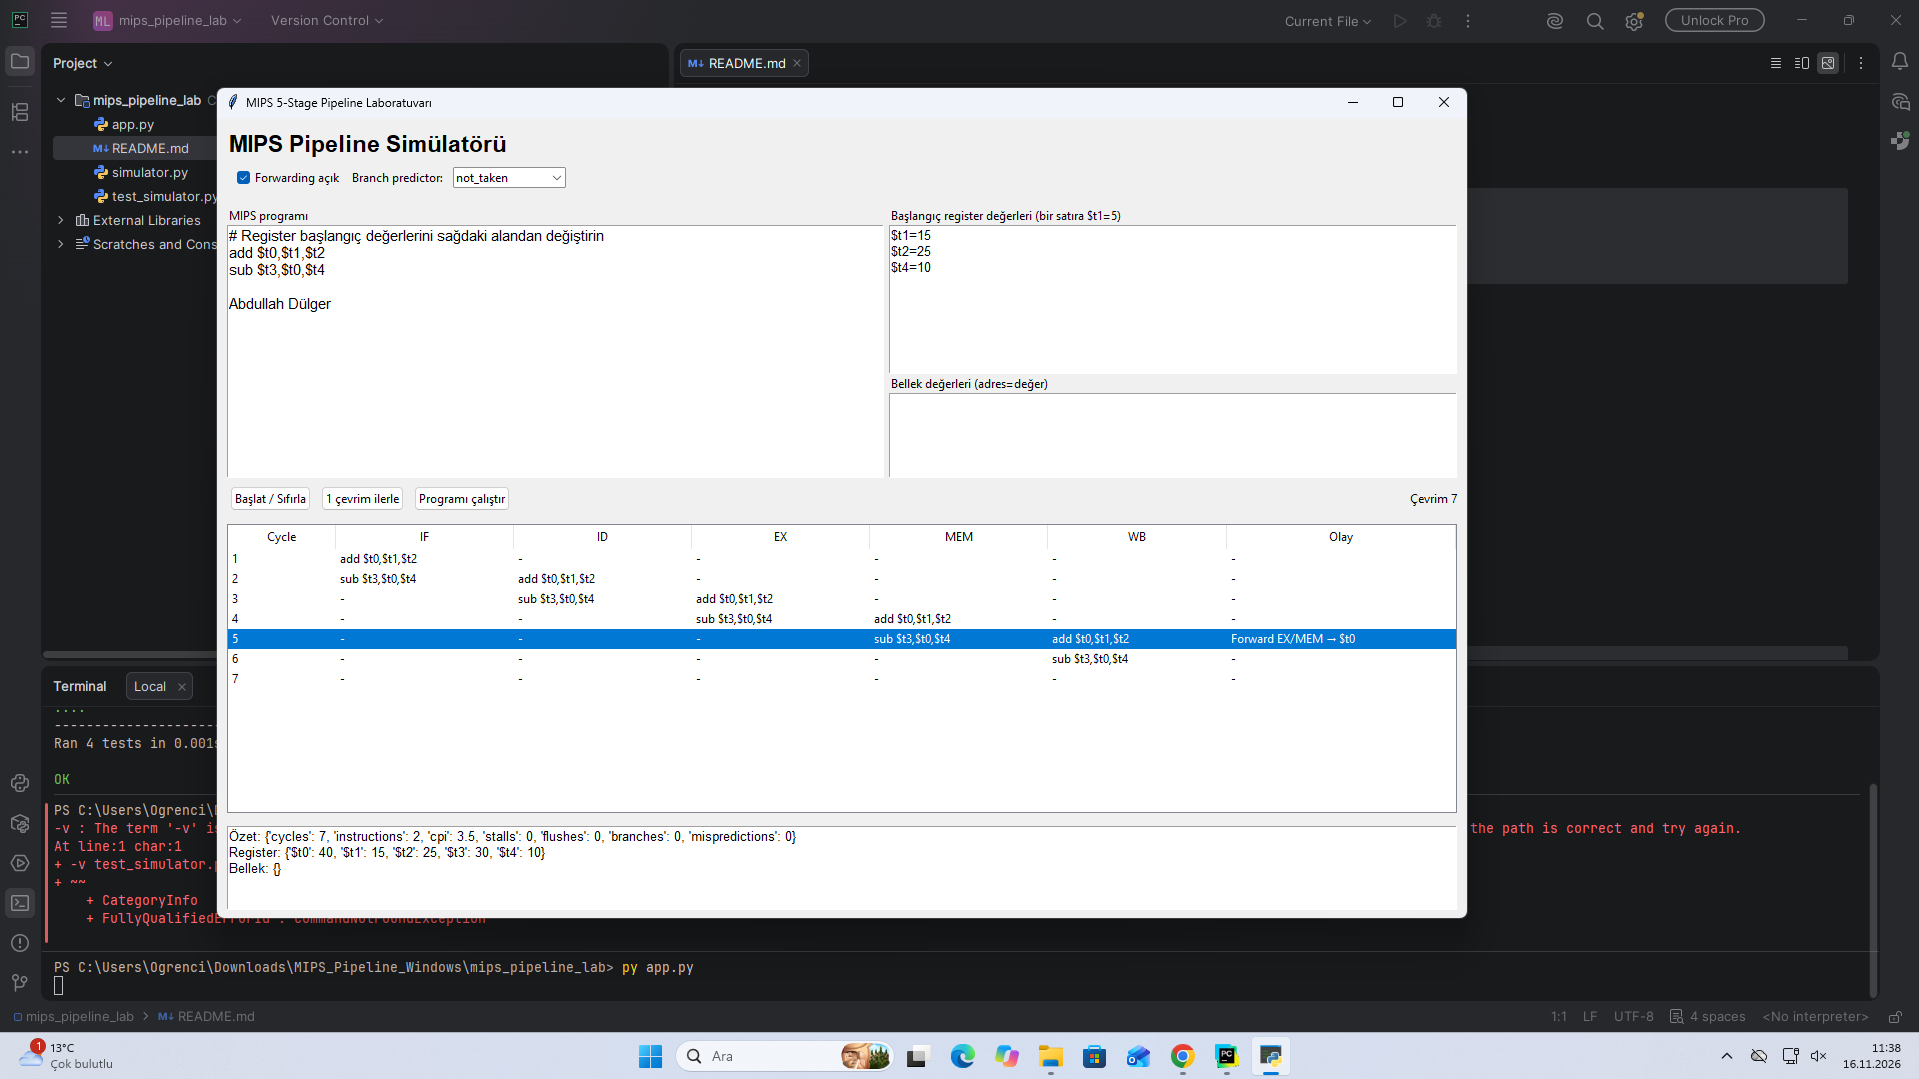 PC
ML mips_pipeline_lab
Version Control
Current File
Unlock Pro
Project
README.md
mips_pipeline_lab
app.py
README.md
simulator.py
test_simulator.py
External Libraries
Scratches and Cons
MIPS 5-Stage Pipeline Laboratuvarı
MIPS Pipeline Simülatörü
Forwarding açık Branch predictor: not_taken
MIPS programı
# Register başlangıç değerlerini sağdaki alandan değiştirin
add $t0,$t1,$t2
sub $t3,$t0,$t4
Abdullah Dülger
Başlangıç register değerleri (bir satıra $t1=5)
$t1=15
$t2=25
$t4=10
Bellek değerleri (adres=değer)
Başlat / Sıfırla 1 çevrim ilerle Programı çalıştır Çevrim 7
Cycle IF ID EX MEM WB Olay
1 add $t0,$t1,$t2 - - - - -
2 sub $t3,$t0,$t4 add $t0,$t1,$t2 - - - -
3 - sub $t3,$t0,$t4 add $t0,$t1,$t2 - - -
4 - - sub $t3,$t0,$t4 add $t0,$t1,$t2 - -
5 - - - sub $t3,$t0,$t4 add $t0,$t1,$t2 Forward EX/MEM → $t0
6 - - - - sub $t3,$t0,$t4 -
7 - - - - - -
Özet: {'cycles': 7, 'instructions': 2, 'cpi': 3.5, 'stalls': 0, 'flushes': 0, 'branches': 0, 'mispredictions': 0}
Register: {'$t0': 40, '$t1': 15, '$t2': 25, '$t3': 30, '$t4': 10}
Bellek: {}
Terminal Local
....
Ran 4 tests in 0.001s
OK
PS C:\Users\Ogrenci\
-v : The term '-v' is the path is correct and try again.
At line:1 char:1
+ -v test_simulator.
+ ~~
+ CategoryInfo
+ FullyQualifiedErrorId : CommandNotFoundException
PS C:\Users\Ogrenci\Downloads\MIPS_Pipeline_Windows\mips_pipeline_lab> py app.py
mips_pipeline_lab > README.md
1:1 LF UTF-8 4 spaces <No interpreter>
1
13°C
Çok bulutlu
Ara
11:38
16.11.2026